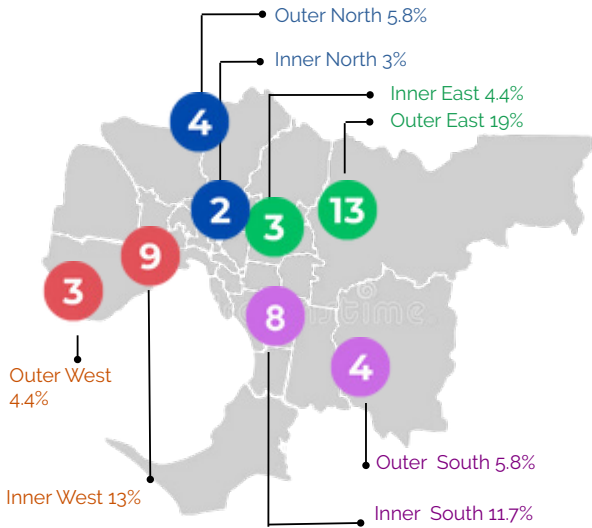 Outer North 5.8%
Inner North 3%
Inner East 4.4%
Outer East 19%
4
2
3
13
9
3
8
4
Outer West
4.4%
Inner West 13%
Outer South 5.8%
Inner South 11.7%